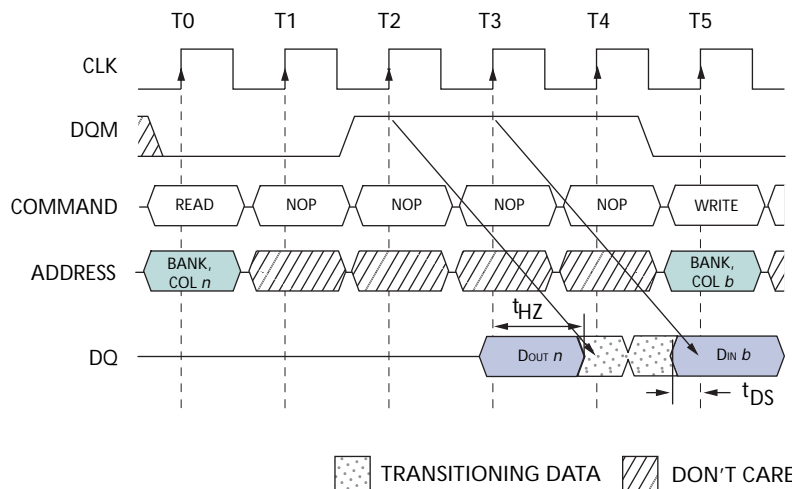 T0 T1 T2 T3 T4 T5
CLK
DQM
COMMAND READ NOP NOP NOP NOP WRITE
ADDRESS BANK, COL n BANK, COL b
tHZ
DQ DOUT n DIN b
tDS
TRANSITIONING DATA DON'T CARE